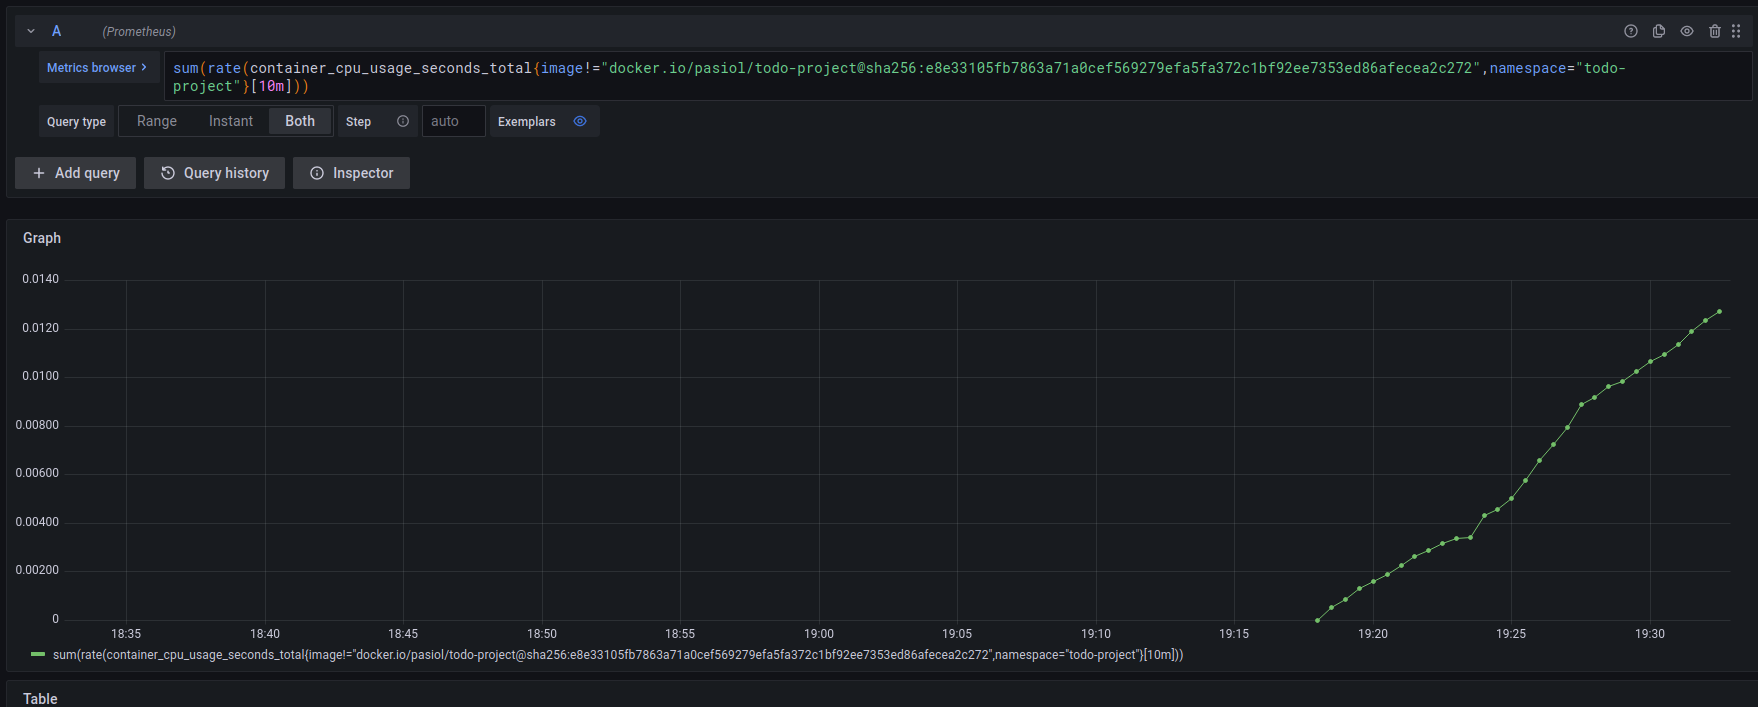 A (Prometheus)
Metrics browser > sum(rate(container_cpu_usage_seconds_total{image!="docker.io/pasiol/todo-project@sha256:e8e33105fb7863a71a0cef569279efa5fa372c1bf92ee7353ed86afecea2c272",namespace="todo-
project"}[10m]))
Query type Range Instant Both Step auto Exemplars
+ Add query Query history Inspector
Graph
0.0140
0.0120
0.0100
0.00800
0.00600
0.00400
0.00200
0
18:35 18:40 18:45 18:50 18:55 19:00 19:05 19:10 19:15 19:20 19:25 19:30
sum(rate(container_cpu_usage_seconds_total{image!="docker.io/pasiol/todo-project@sha256:e8e33105fb7863a71a0cef569279efa5fa372c1bf92ee7353ed86afecea2c272",namespace="todo-project"}[10m]))
Table